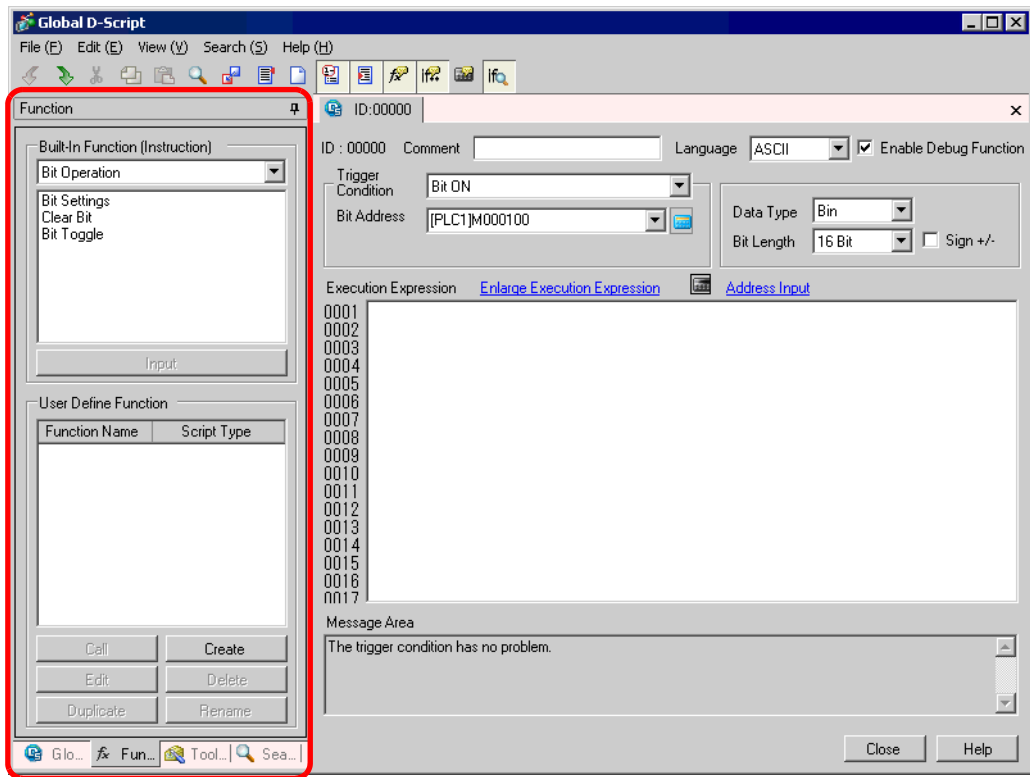 Global D-Script
File (F) Edit (E) View (V) Search (S) Help (H)
Function
Built-In Function (Instruction)
Bit Operation
Bit Settings
Clear Bit
Bit Toggle
Input
User Define Function
Function Name Script Type
Call Create
Edit Delete
Duplicate Rename
Glo... fx Fun... Tool... Sea...
ID:00000
ID : 00000 Comment Language ASCII Enable Debug Function
Trigger
Condition Bit ON
Bit Address [PLC1]M000100
Data Type Bin
Bit Length 16 Bit Sign +/-
Execution Expression Enlarge Execution Expression Address Input
0001
0002
0003
0004
0005
0006
0007
0008
0009
0010
0011
0012
0013
0014
0015
0016
0017
Message Area
The trigger condition has no problem.
Close Help